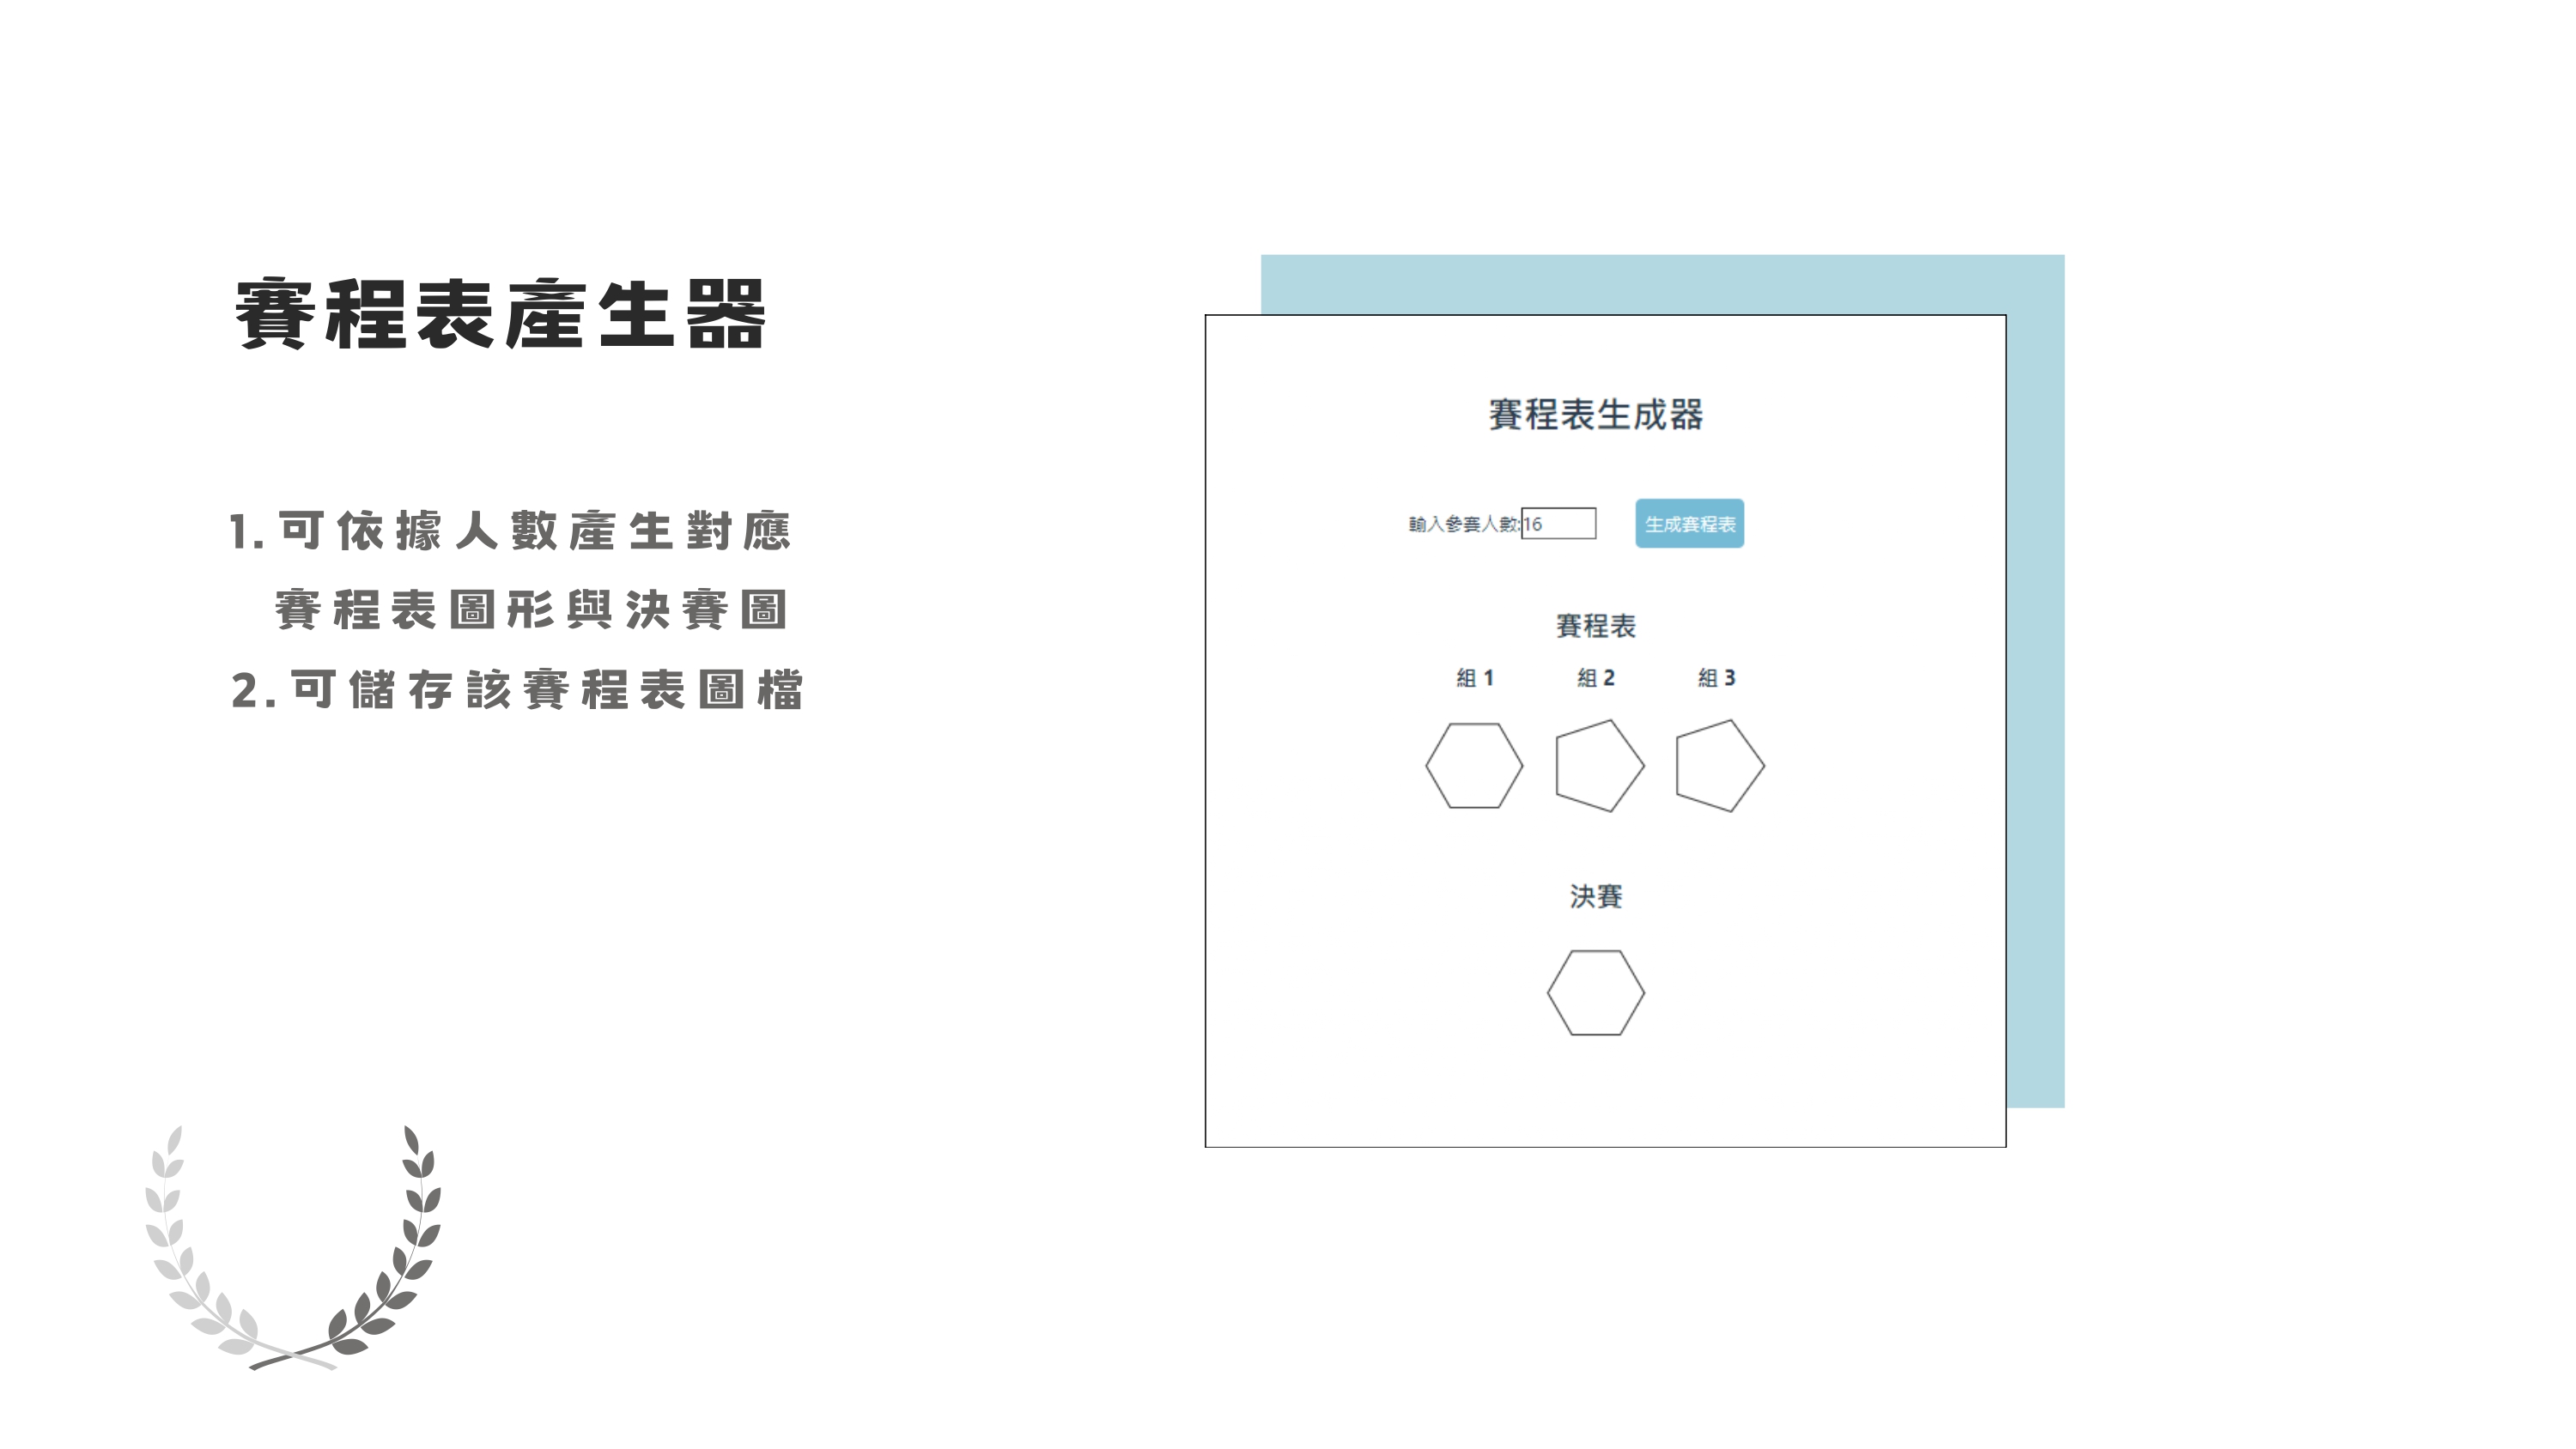 賽程表產生器
1.可依據人數產生對應
賽程表圖形與決賽圖
2.可儲存該賽程表圖檔
賽程表生成器
輸入參賽人數:16 生成賽程表
賽程表
組 1 組 2 組 3
決賽